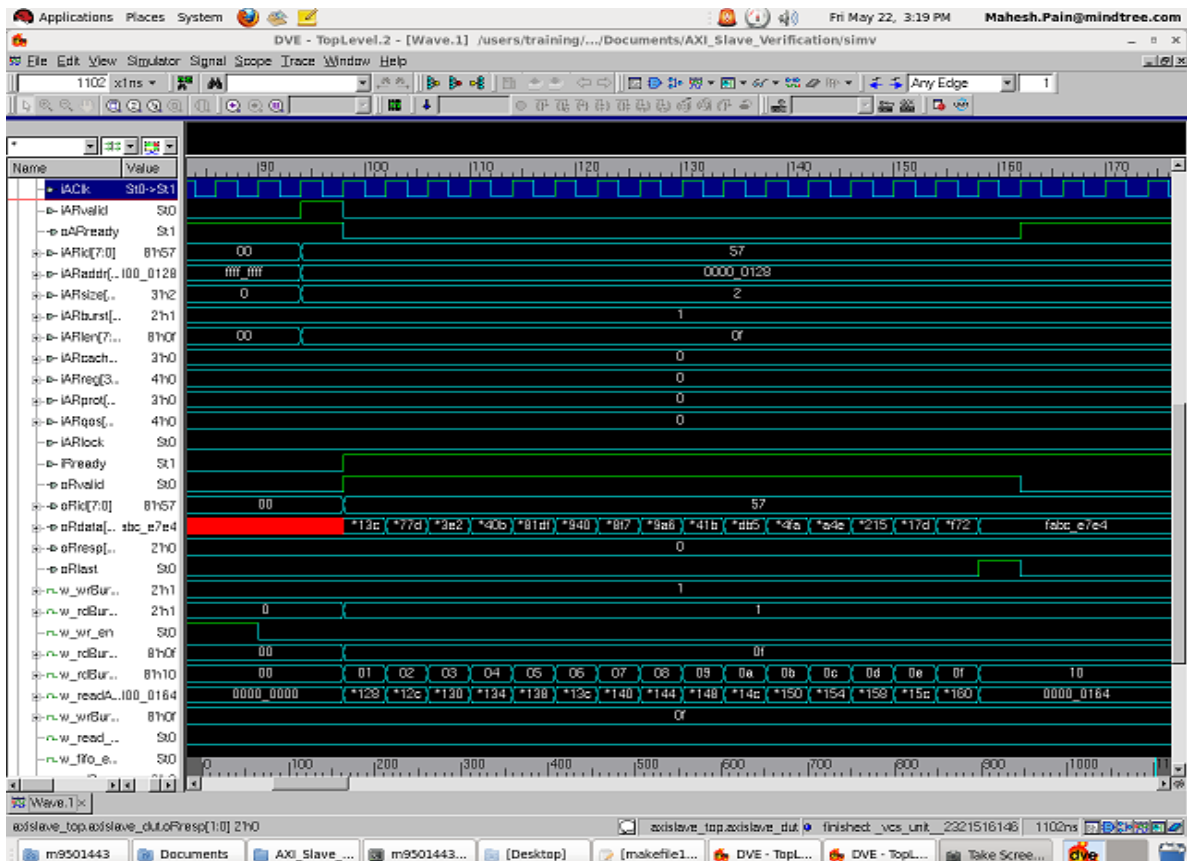 Applications Places System Fri May 22, 3:19 PM Mahesh.Pain@mindtree.com
DVE - TopLevel.2 - [Wave.1] /users/training/.../Documents/AXI_Slave_Verification/simv
File Edit View Simulator Signal Scope Trace Window Help
1102 x1ns Any Edge 1
*
Name Value |90 |100 |110 |120 |130 |140 |150 |160 |170
iAClk St0->St1
iARvalid St0
oARready St1
iARid[7:0] 8'h57 00 57
iARaddr[... 100_0128 ffff_ffff 0000_0128
iARsize[... 3'h2 0 2
iARburst[... 2'h1 1
iARlen[7:... 8'h0f 00 0f
iARcach... 3'h0 0
iARreg[3... 4'h0 0
iARprot[... 3'h0 0
iARqos[... 4'h0 0
iARlock St0
iRready St1
oRvalid St0
oRid[7:0] 8'h57 00 57
oRdata[... abc_e7e4 *13c *77d *3e2 *40b *81df *940 *8f7 *9a6 *41b *db5 *4fa *a4e *215 *17d *f72 fabc_e7e4
oRresp[... 2'h0 0
oRlast St0
w_wrBur... 2'h1 1
w_rdBur... 2'h1 0 1
w_wr_en St0
w_rdBur... 8'h0f 00 0f
w_rdBur... 8'h10 00 01 02 03 04 05 06 07 08 09 0a 0b 0c 0d 0e 0f 10
w_readA... 100_0164 0000_0000 *128 *12c *130 *134 *138 *13c *140 *144 *148 *14c *150 *154 *158 *15c *160 0000_0164
w_wrBur... 8'h0f 0f
w_read_... St0
w_fifo_e... St0
|0 |100 |200 |300 |400 |500 |600 |700 |800 |900 |1000
Wave.1
axislave_top.axislave_dut.oRresp[1:0] 2'h0 axislave_top.axislave_dut finished: _vcs_unit__2321516146 1102ns
m9501443 Documents AXI_Slave_... m9501443... [Desktop] [makefile1... DVE - TopL... DVE - TopL... Take Scree... dve